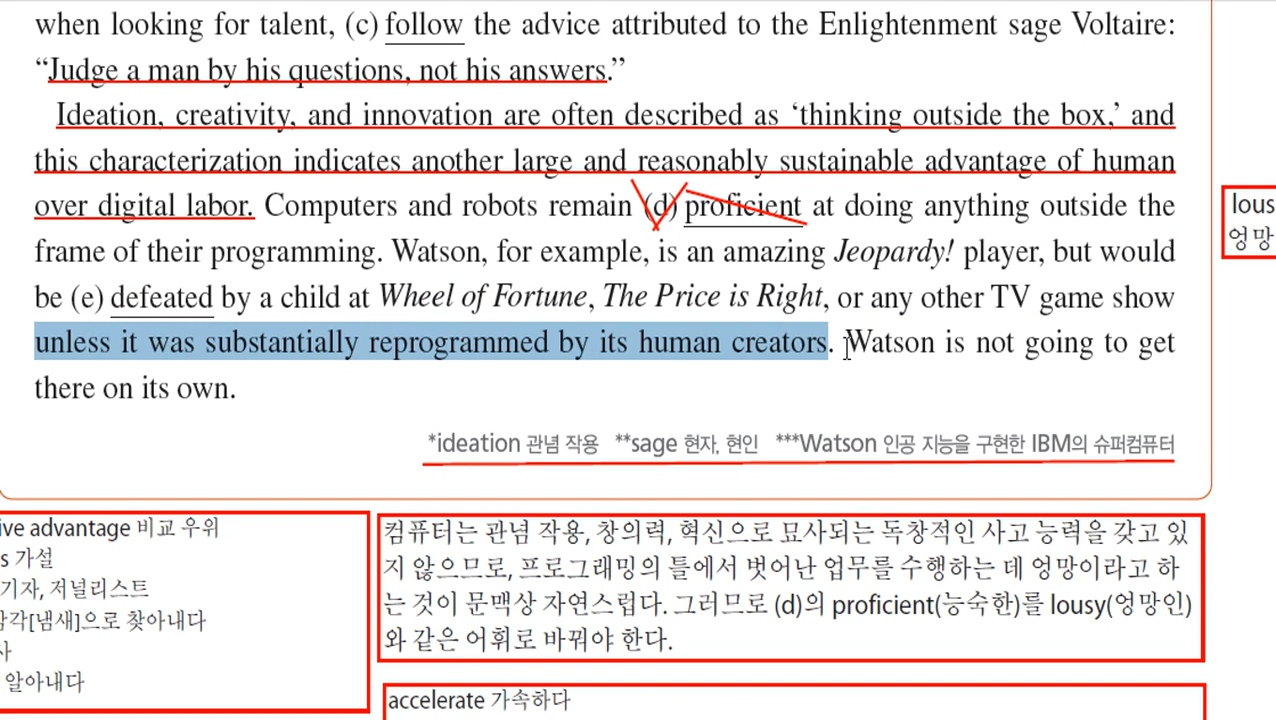 when looking for talent, (c) follow the advice attributed to the Enlightenment sage Voltaire:
“Judge a man by his questions, not his answers.”
Ideation, creativity, and innovation are often described as ‘thinking outside the box,’ and
this characterization indicates another large and reasonably sustainable advantage of human
over digital labor. Computers and robots remain (d) proficient at doing anything outside the
frame of their programming. Watson, for example, is an amazing Jeopardy! player, but would
be (e) defeated by a child at Wheel of Fortune, The Price is Right, or any other TV game show
unless it was substantially reprogrammed by its human creators. Watson is not going to get
there on its own.
*ideation 관념 작용 **sage 현자, 현인 ***Watson 인공 지능을 구현한 IBM의 슈퍼컴퓨터
lous
엉망
ive advantage 비교 우위
s 가설
기자, 저널리스트
감각[냄새]으로 찾아내다
사
알아내다
컴퓨터는 관념 작용, 창의력, 혁신으로 묘사되는 독창적인 사고 능력을 갖고 있
지 않으므로, 프로그래밍의 틀에서 벗어난 업무를 수행하는 데 엉망이라고 하
는 것이 문맥상 자연스럽다. 그러므로 (d)의 proficient(능숙한)를 lousy(엉망인)
와 같은 어휘로 바꿔야 한다.
accelerate 가속하다